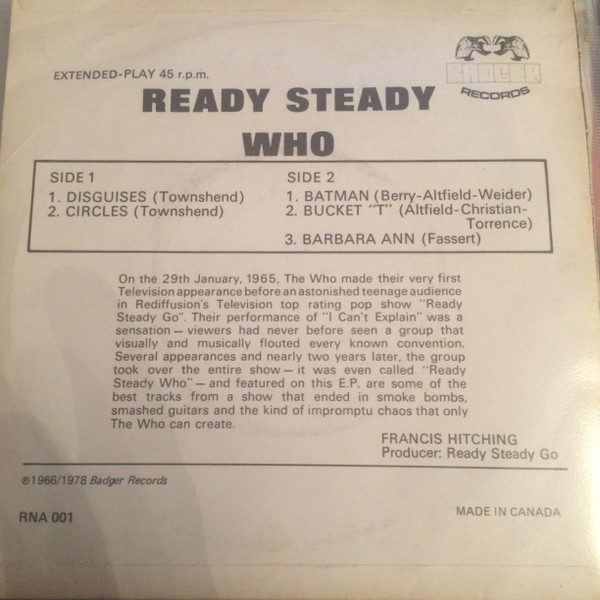 EXTENDED-PLAY 45 r.p.m.
BADGER
RECORDS
READY STEADY
WHO
SIDE 1
1. DISGUISES (Townshend)
2. CIRCLES (Townshend)
SIDE 2
1. BATMAN (Berry-Altfield-Weider)
2. BUCKET "T" (Altfield-Christian-
Torrence)
3. BARBARA ANN (Fassert)
On the 29th January, 1965, The Who made their very first
Television appearance before an astonished teenage audience
in Rediffusion's Television top rating pop show "Ready
Steady Go". Their performance of "I Can't Explain" was a
sensation — viewers had never before seen a group that
visually and musically flouted every known convention.
Several appearances and nearly two years later, the group
took over the entire show — it was even called "Ready
Steady Who" — and featured on this E.P. are some of the
best tracks from a show that ended in smoke bombs,
smashed guitars and the kind of impromptu chaos that only
The Who can create.
FRANCIS HITCHING
Producer: Ready Steady Go
℗1966/1978 Badger Records
RNA 001
MADE IN CANADA